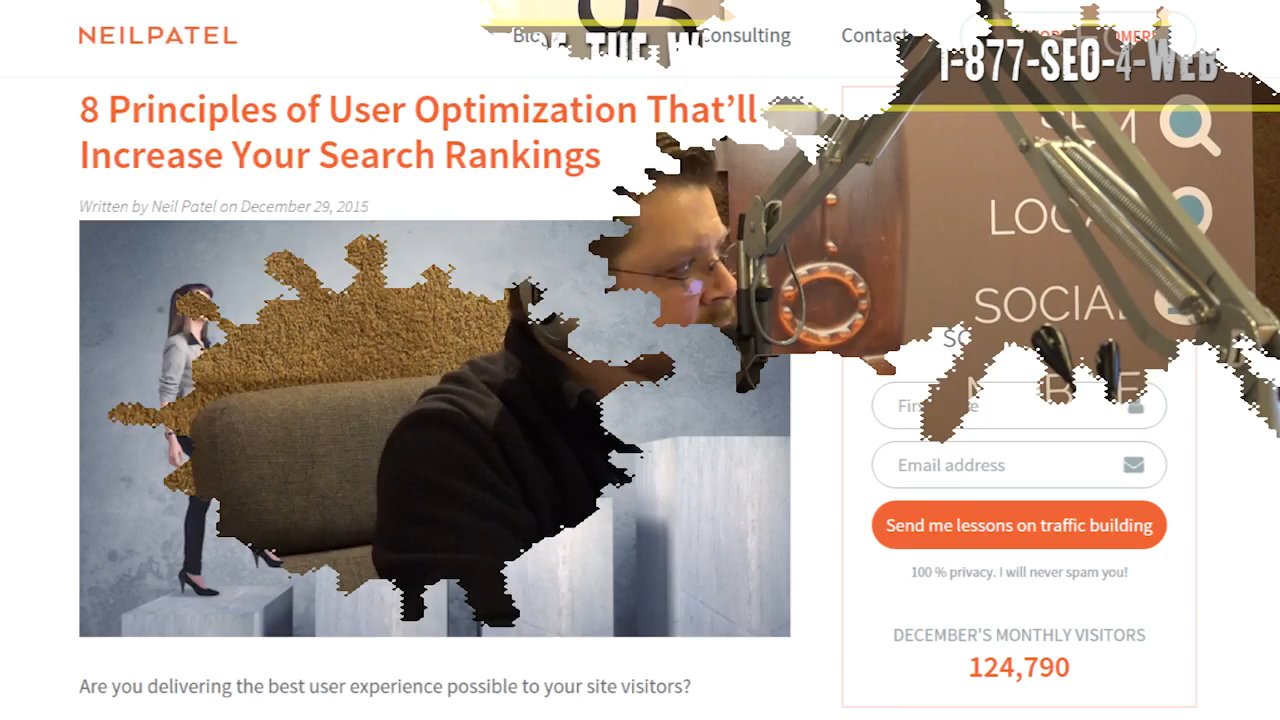 NEILPATEL
Consulting
Contact
1-877-SEO-4-WEB
8 Principles of User Optimization That’ll
Increase Your Search Rankings
Written by Neil Patel on December 29, 2015
SEM
SOCIAL
Email address
Send me lessons on traffic building
100 % privacy. I will never spam you!
DECEMBER'S MONTHLY VISITORS
124,790
Are you delivering the best user experience possible to your site visitors?